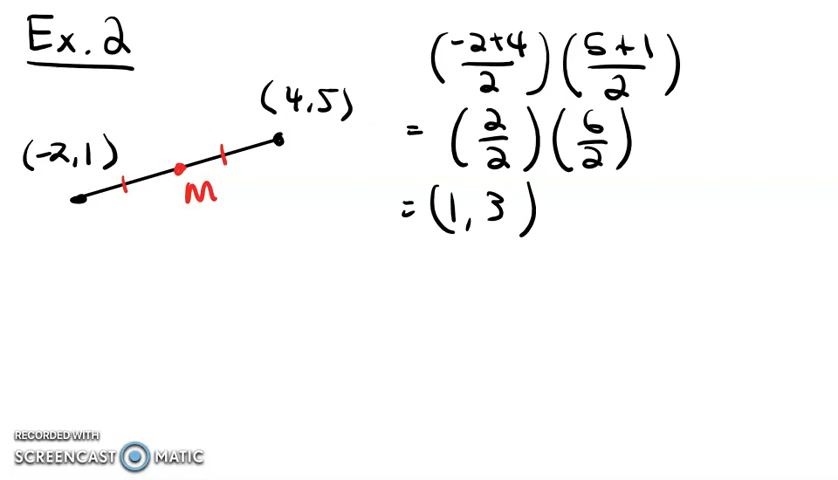 Ex. 2
(-2+4/2)(5+1/2)
(4,5)
= (2/2)(6/2)
(-2,1)
M
= (1, 3)
RECORDED WITH
SCREENCAST MATIC